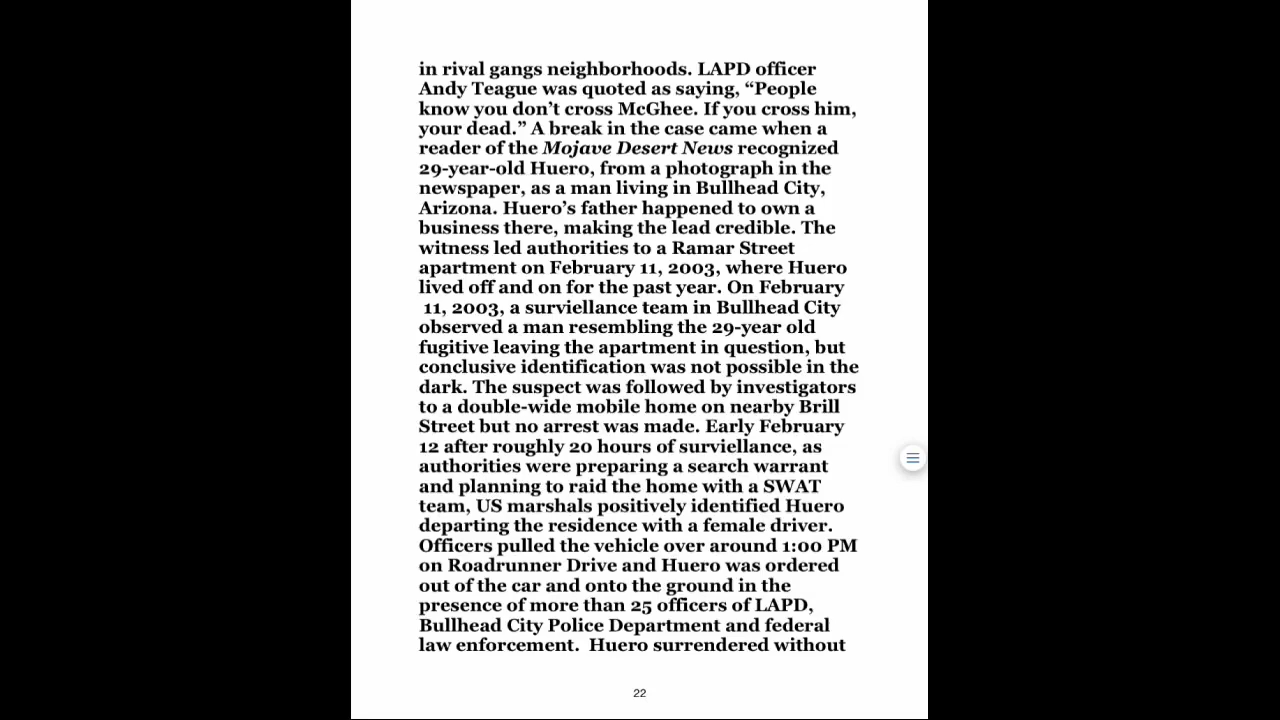 in rival gangs neighborhoods. LAPD officer
Andy Teague was quoted as saying, “People
know you don’t cross McGhee. If you cross him,
your dead.” A break in the case came when a
reader of the Mojave Desert News recognized
29-year-old Huero, from a photograph in the
newspaper, as a man living in Bullhead City,
Arizona. Huero’s father happened to own a
business there, making the lead credible. The
witness led authorities to a Ramar Street
apartment on February 11, 2003, where Huero
lived off and on for the past year. On February
11, 2003, a surviellance team in Bullhead City
observed a man resembling the 29-year old
fugitive leaving the apartment in question, but
conclusive identification was not possible in the
dark. The suspect was followed by investigators
to a double-wide mobile home on nearby Brill
Street but no arrest was made. Early February
12 after roughly 20 hours of surviellance, as
authorities were preparing a search warrant
and planning to raid the home with a SWAT
team, US marshals positively identified Huero
departing the residence with a female driver.
Officers pulled the vehicle over around 1:00 PM
on Roadrunner Drive and Huero was ordered
out of the car and onto the ground in the
presence of more than 25 officers of LAPD,
Bullhead City Police Department and federal
law enforcement.  Huero surrendered without
22